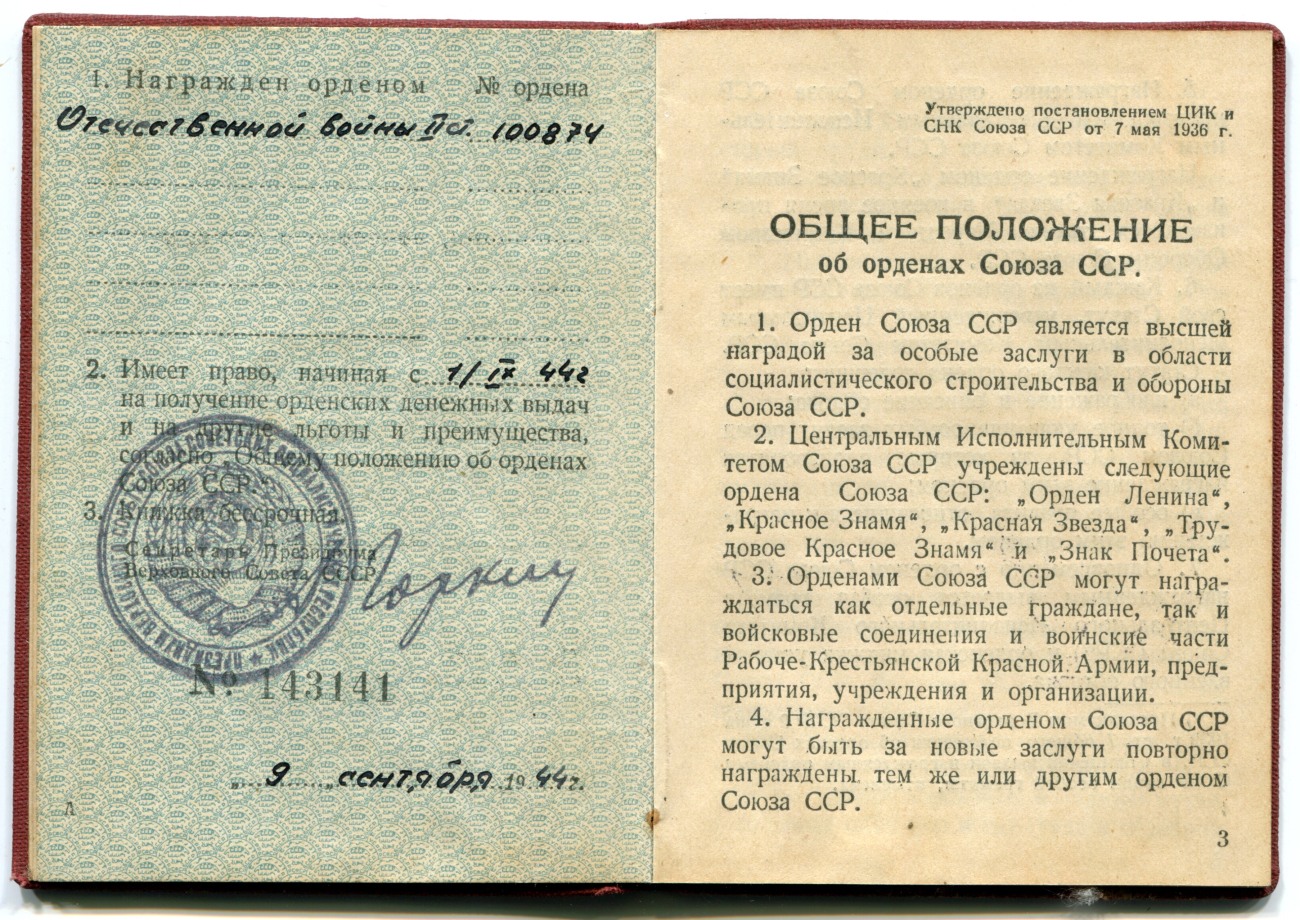 1. Награжден орденом № ордена
Отечественной войны II ст. 100874
2. Имеет право, начиная с 1/IX 44г
на получение орденских денежных выдач
и на другие льготы и преимущества,
согласно „Общему положению об орденах
Союза ССР.“
3. Книжка бессрочная.
Секретарь Президиума
Верховного Совета СССР
Горкин
№ 143141
„ 9 „ сентября 1944г.
А
Утверждено постановлением ЦИК и
СНК Союза ССР от 7 мая 1936 г.
ОБЩЕЕ ПОЛОЖЕНИЕ
об орденах Союза ССР.
1. Орден Союза ССР является высшей
наградой за особые заслуги в области
социалистического строительства и обороны
Союза ССР.
2. Центральным Исполнительным Коми-
тетом Союза ССР учреждены следующие
ордена Союза ССР: „Орден Ленина“,
„Красное Знамя“, „Красная Звезда“, „Тру-
довое Красное Знамя“ и „Знак Почета“.
3. Орденами Союза ССР могут награ-
ждаться как отдельные граждане, так и
войсковые соединения и воинские части
Рабоче-Крестьянской Красной Армии, пред-
приятия, учреждения и организации.
4. Награжденные орденом Союза ССР
могут быть за новые заслуги повторно
награждены тем же или другим орденом
Союза ССР.
3